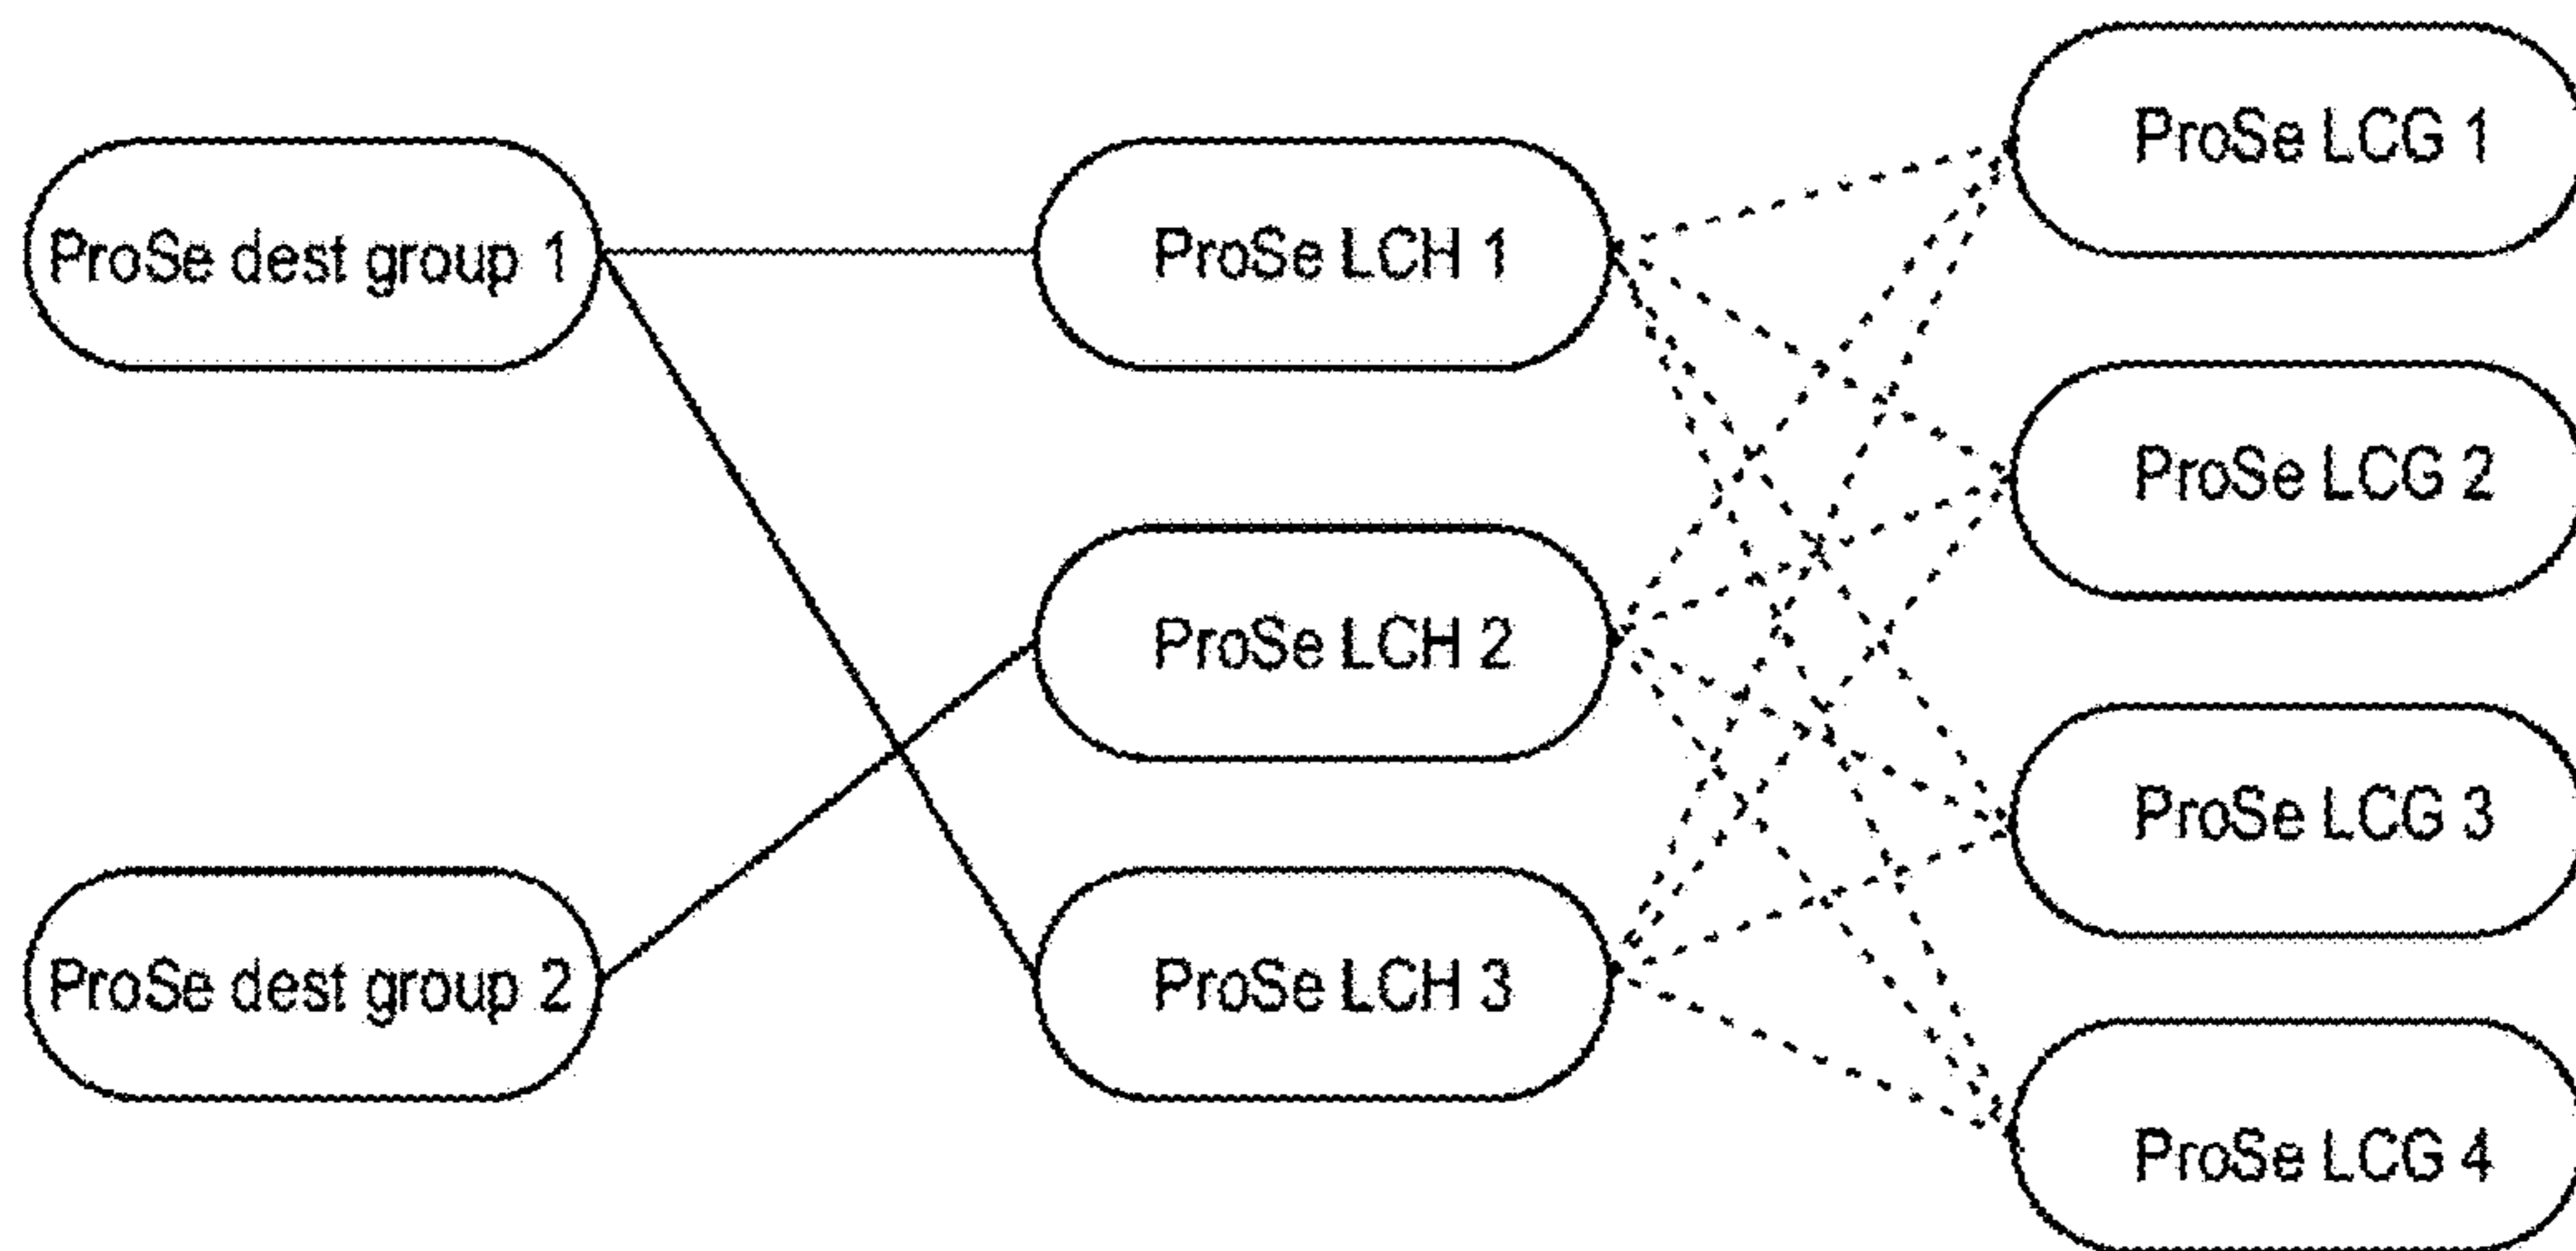 ProSe dest group 1
ProSe dest group 2
ProSe LCH 1
ProSe LCH 2
ProSe LCH 3
ProSe LCG 1
ProSe LCG 2
ProSe LCG 3
ProSe LCG 4